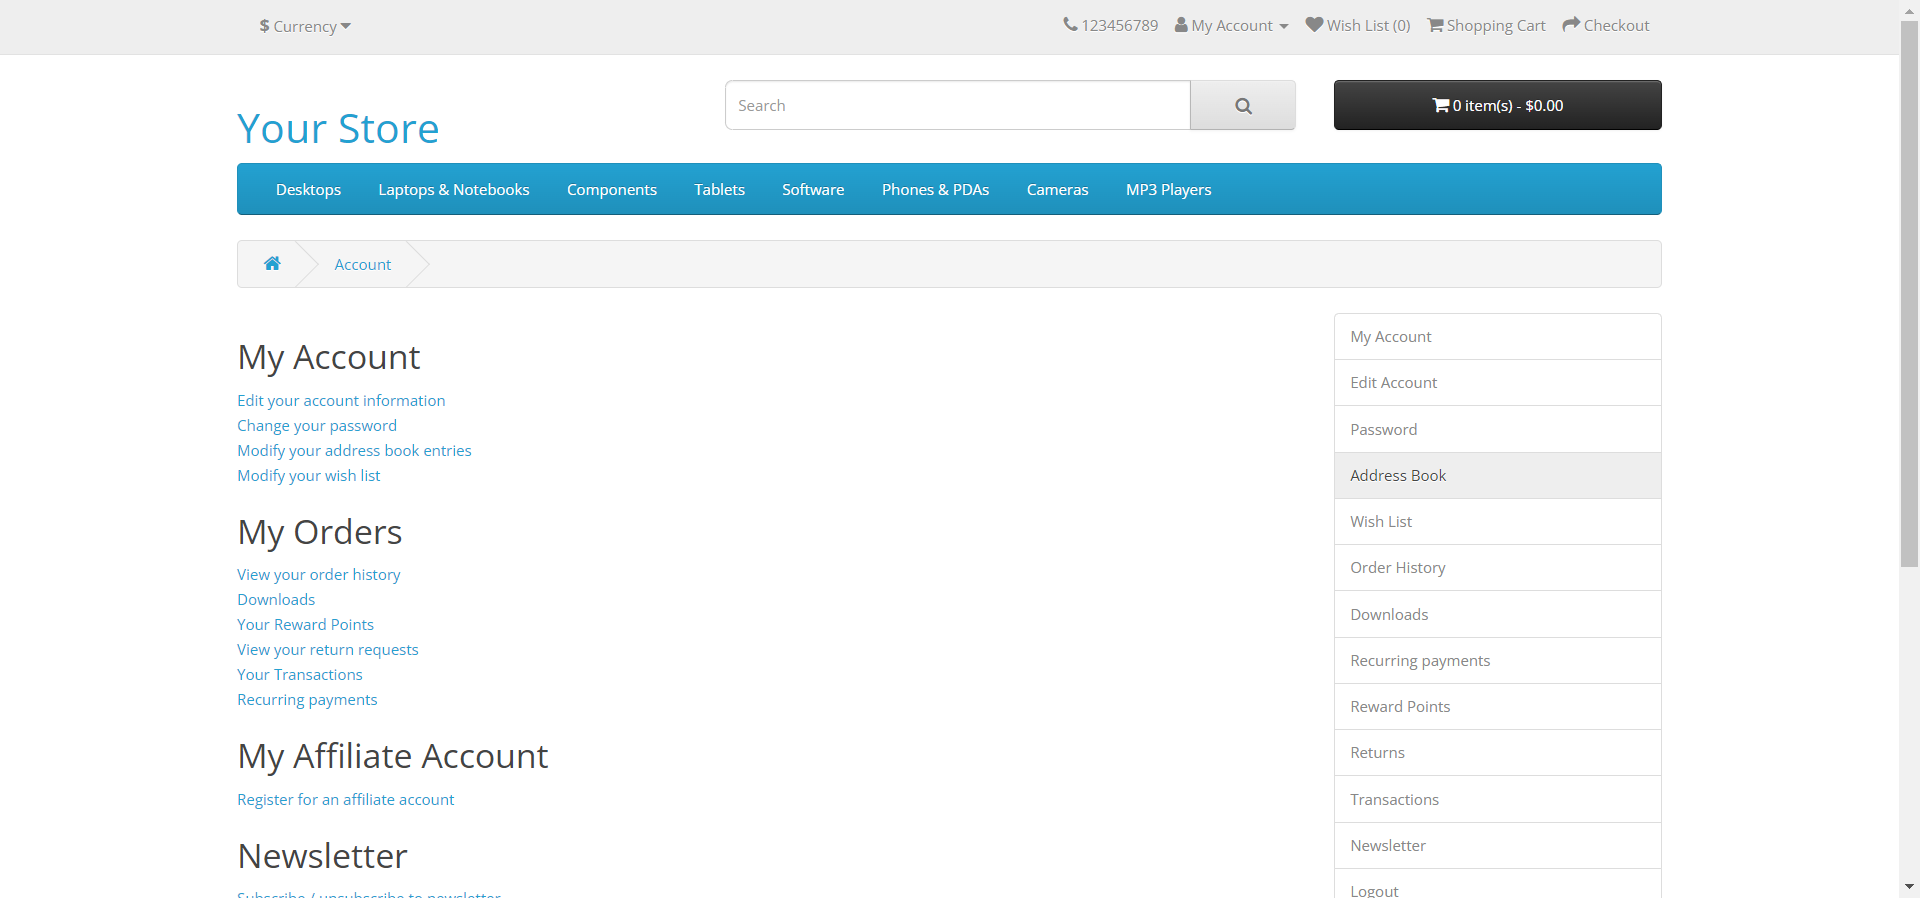 $ Currency
123456789 My Account Wish List (0) Shopping Cart Checkout
Your Store
Search
0 item(s) - $0.00
Desktops Laptops & Notebooks Components Tablets Software Phones & PDAs Cameras MP3 Players
Account
My Account
Edit your account information
Change your password
Modify your address book entries
Modify your wish list
My Orders
View your order history
Downloads
Your Reward Points
View your return requests
Your Transactions
Recurring payments
My Affiliate Account
Register for an affiliate account
Newsletter
Subscribe / unsubscribe to newsletter
My Account
Edit Account
Password
Address Book
Wish List
Order History
Downloads
Recurring payments
Reward Points
Returns
Transactions
Newsletter
Logout